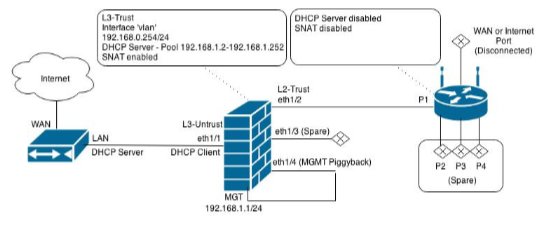 L3-Trust
Interface 'vlan'
192.168.0.254/24
DHCP Server - Pool 192.168.1.2-192.168.1.252
SNAT enabled
DHCP Server disabled
SNAT disabled
WAN or Internet
Port
(Disconnected)
Internet
L2-Trust
eth1/2
P1
WAN
L3-Untrust
eth1/1
eth1/3 (Spare)
LAN
DHCP Server
DHCP Client
eth1/4 (MGMT Piggyback)
P2 P3 P4
(Spare)
MGT
192.168.1.1/24